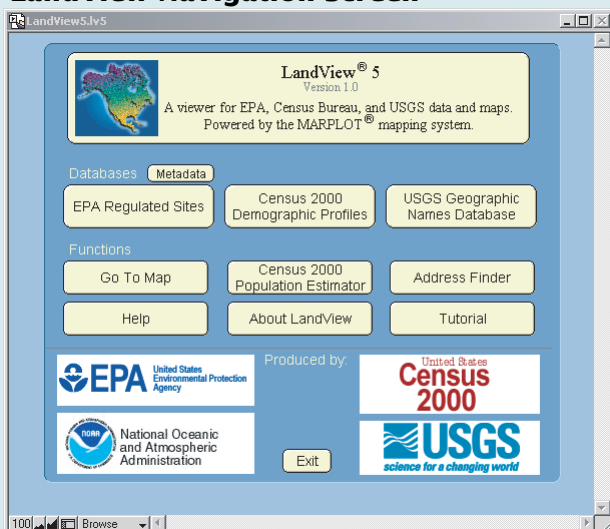 LandView Navigation Screen
LandView5.lv5
LandView® 5
Version 1.0
A viewer for EPA, Census Bureau, and USGS data and maps.
Powered by the MARPLOT® mapping system.
Databases Metadata
EPA Regulated Sites
Census 2000
Demographic Profiles
USGS Geographic
Names Database
Functions
Go To Map
Census 2000
Population Estimator
Address Finder
Help
About LandView
Tutorial
Produced by:
EPA
United States
Environmental Protection
Agency
United States
Census
2000
NOAA
National Oceanic
and Atmospheric
Administration
Exit
USGS
science for a changing world
100
Browse